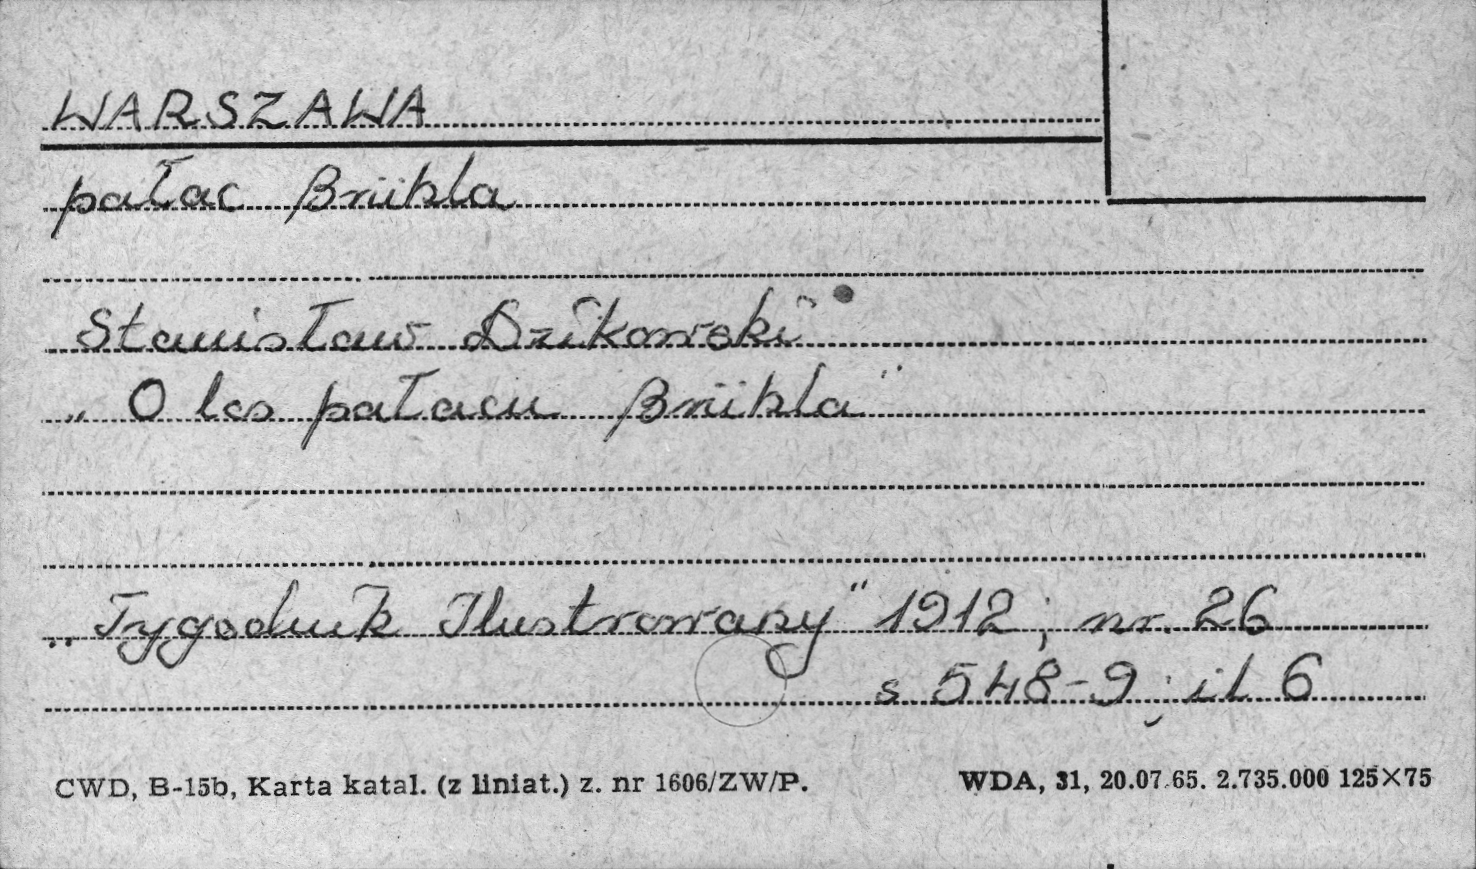 WARSZAWA
pałac Brühla
Stanisław Dzikowski
„O los pałacu Brühla"
„Tygodnik Ilustrowany" 1912; nr. 26
s 548-9; il 6
CWD, B-15b, Karta katal. (z liniat.) z. nr 1606/ZW/P.
WDA, 31, 20.07.65. 2.735.000 125×75